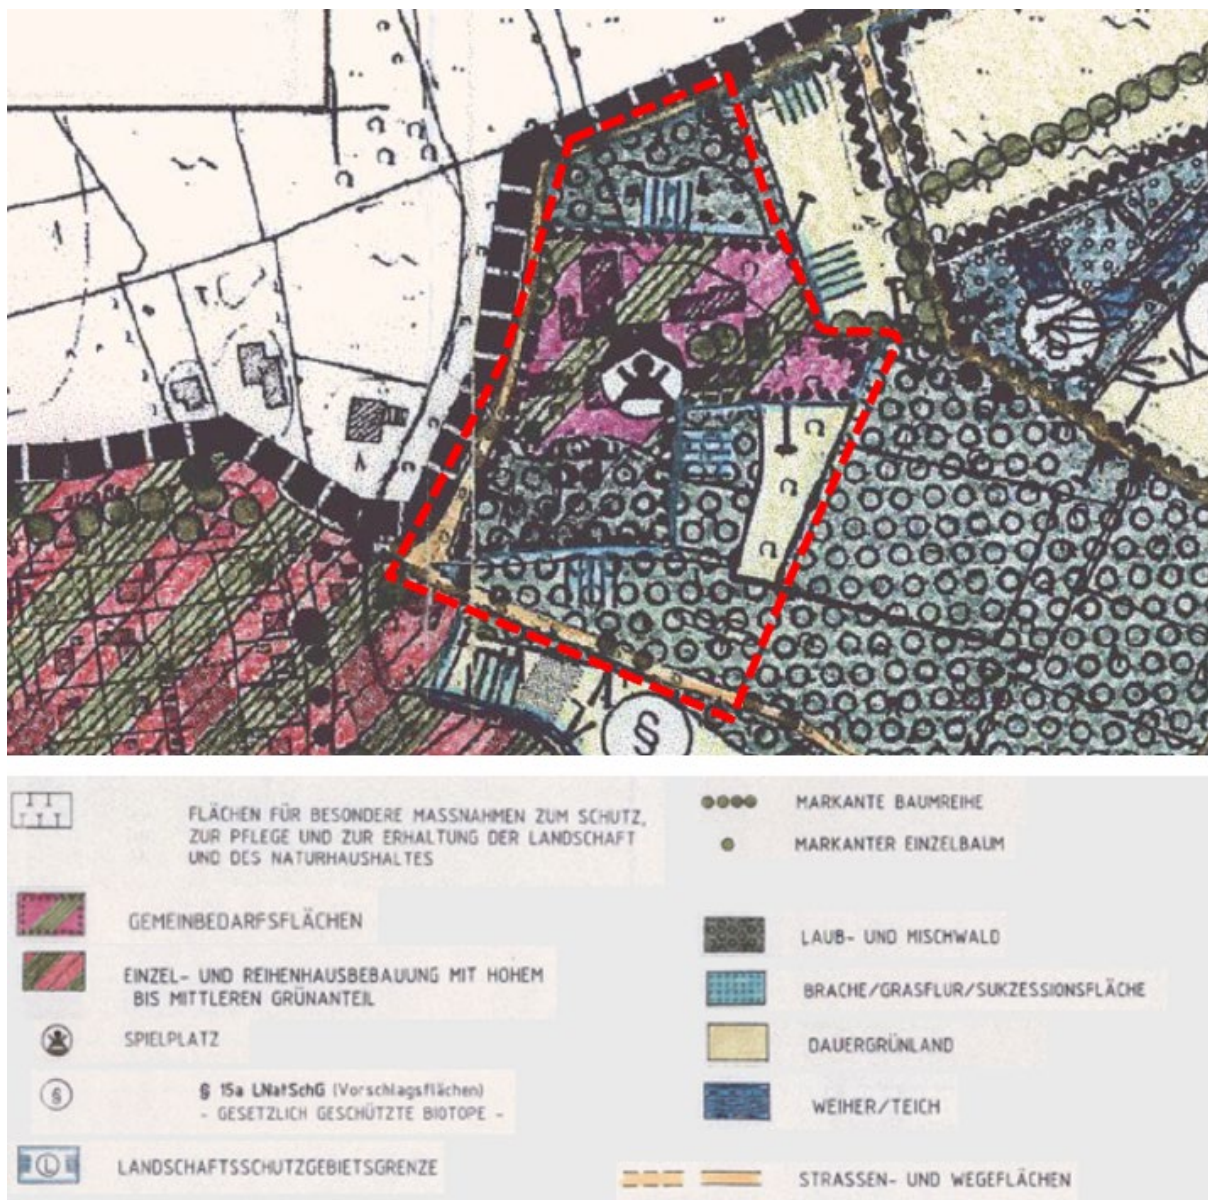 §
FLÄCHEN FÜR BESONDERE MASSNAHMEN ZUM SCHUTZ,
ZUR PFLEGE UND ZUR ERHALTUNG DER LANDSCHAFT
UND DES NATURHAUSHALTES
GEMEINBEDARFSFLÄCHEN
EINZEL- UND REIHENHAUSBEBAUUNG MIT HOHEM
BIS MITTLEREN GRÜNANTEIL
SPIELPLATZ
§
§ 15a LNatSchG (Vorschlagsflächen)
- GESETZLICH GESCHÜTZTE BIOTOPE -
L
LANDSCHAFTSSCHUTZGEBIETSGRENZE
MARKANTE BAUMREIHE
MARKANTER EINZELBAUM
LAUB- UND MISCHWALD
BRACHE/GRASFLUR/SUKZESSIONSFLÄCHE
DAUERGRÜNLAND
WEIHER/TEICH
STRASSEN- UND WEGEFLÄCHEN